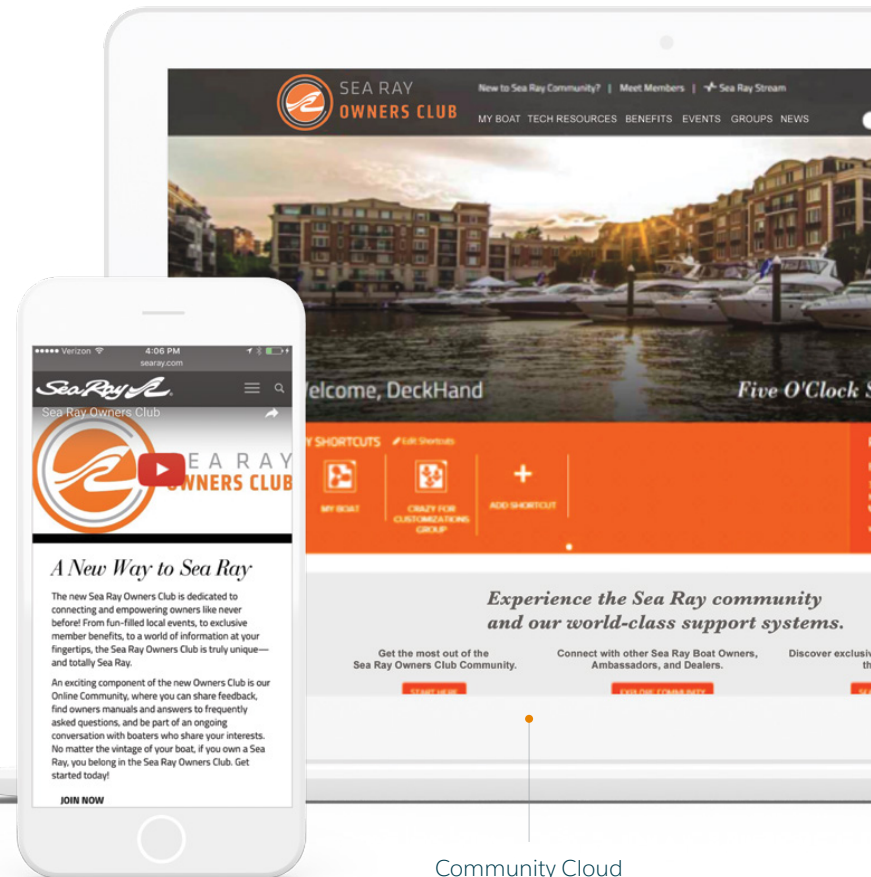 SEA RAY
OWNERS CLUB
New to Sea Ray Community? | Meet Members | Sea Ray Stream
MY BOAT TECH RESOURCES BENEFITS EVENTS GROUPS NEWS
elcome, DeckHand
Five O'Clock S
Y SHORTCUTS Edit Shortcuts
MY BOAT
CRAZY FOR
CUSTOMIZATIONS
GROUP
ADD SHORTCUT
Experience the Sea Ray community
and our world-class support systems.
Get the most out of the
Sea Ray Owners Club Community.
START HERE
Connect with other Sea Ray Boat Owners,
Ambassadors, and Dealers.
EXPLORE COMMUNITY
Discover exclusiv
th
Verizon 4:06 PM
searay.com
Sea Ray
Sea Ray Owners Club
EA RAY
WNERS CLUB
A New Way to Sea Ray
The new Sea Ray Owners Club is dedicated to
connecting and empowering owners like never
before! From fun-filled local events, to exclusive
member benefits, to a world of information at your
fingertips, the Sea Ray Owners Club is truly unique—
and totally Sea Ray.
An exciting component of the new Owners Club is our
Online Community, where you can share feedback,
find owners manuals and answers to frequently
asked questions, and be part of an ongoing
conversation with boaters who share your interests.
No matter the vintage of your boat, if you own a Sea
Ray, you belong in the Sea Ray Owners Club. Get
started today!
JOIN NOW
Community Cloud